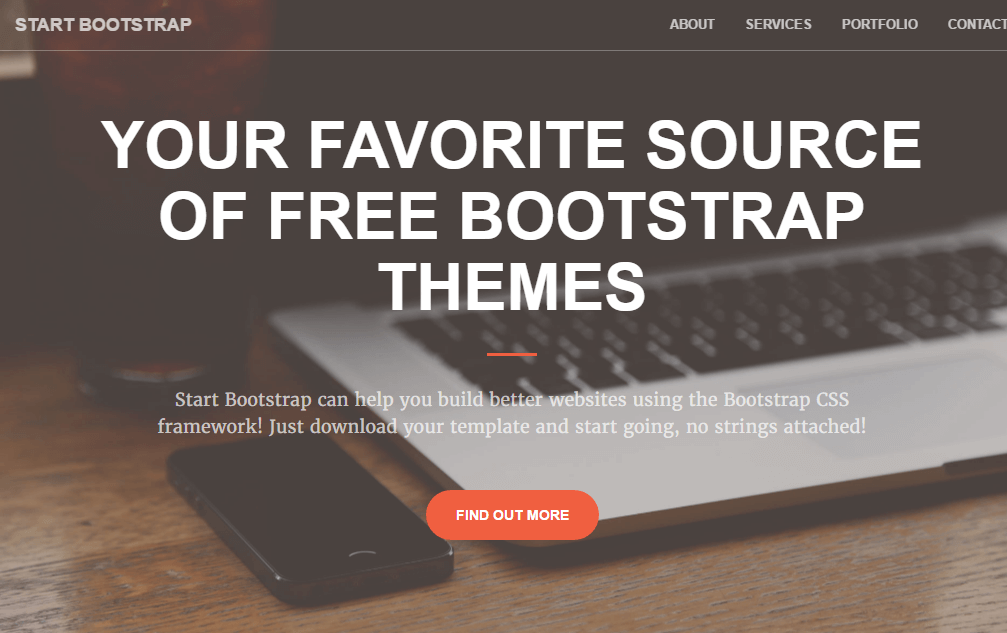 START BOOTSTRAP
ABOUT SERVICES PORTFOLIO CONTACT
YOUR FAVORITE SOURCE
OF FREE BOOTSTRAP
THEMES
Start Bootstrap can help you build better websites using the Bootstrap CSS
framework! Just download your template and start going, no strings attached!
FIND OUT MORE